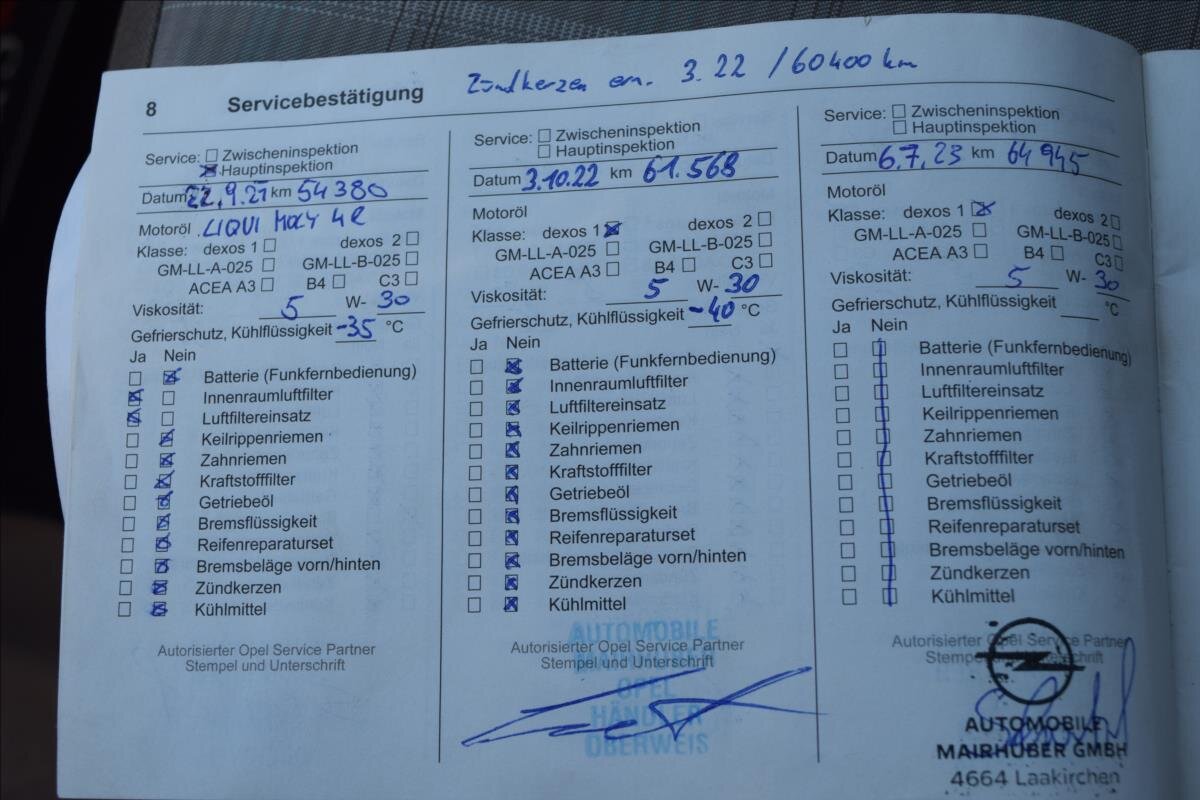 8 Servicebestätigung
Zündkerzen ern. 3.22 /60400 km
Service: Zwischeninspektion
Hauptinspektion
Datum 22.9.21 km 54380
Motoröl LIQUI MOLY 4l
Klasse: dexos 1 dexos 2
GM-LL-A-025 GM-LL-B-025
ACEA A3 B4 C3
Viskosität: 5 W- 30
Gefrierschutz, Kühlflüssigkeit -35 °C
Ja Nein
Batterie (Funkfernbedienung)
Innenraumluftfilter
Luftfiltereinsatz
Keilrippenriemen
Zahnriemen
Kraftstofffilter
Getriebeöl
Bremsflüssigkeit
Reifenreparaturset
Bremsbeläge vorn/hinten
Zündkerzen
Kühlmittel
Autorisierter Opel Service Partner
Stempel und Unterschrift
Service: Zwischeninspektion
Hauptinspektion
Datum 3.10.22 km 61.568
Motoröl
Klasse: dexos 1 dexos 2
GM-LL-A-025 GM-LL-B-025
ACEA A3 B4 C3
Viskosität: 5 W- 30
Gefrierschutz, Kühlflüssigkeit -40 °C
Ja Nein
Batterie (Funkfernbedienung)
Innenraumluftfilter
Luftfiltereinsatz
Keilrippenriemen
Zahnriemen
Kraftstofffilter
Getriebeöl
Bremsflüssigkeit
Reifenreparaturset
Bremsbeläge vorn/hinten
Zündkerzen
Kühlmittel
Autorisierter Opel Service Partner
Stempel und Unterschrift
AUTOMOBILE
OPEL
HÄNDLER
OBERWEIS
Service: Zwischeninspektion
Hauptinspektion
Datum 6.7.23 km 64945
Motoröl
Klasse: dexos 1 dexos 2
GM-LL-A-025 GM-LL-B-025
ACEA A3 B4 C3
Viskosität: 5 W- 30
Gefrierschutz, Kühlflüssigkeit °C
Ja Nein
Batterie (Funkfernbedienung)
Innenraumluftfilter
Luftfiltereinsatz
Keilrippenriemen
Zahnriemen
Kraftstofffilter
Getriebeöl
Bremsflüssigkeit
Reifenreparaturset
Bremsbeläge vorn/hinten
Zündkerzen
Kühlmittel
Autorisierter Opel Service Partner
Stempel und Unterschrift
AUTOMOBILE
MAIRHUBER GMBH
4664 Laakirchen